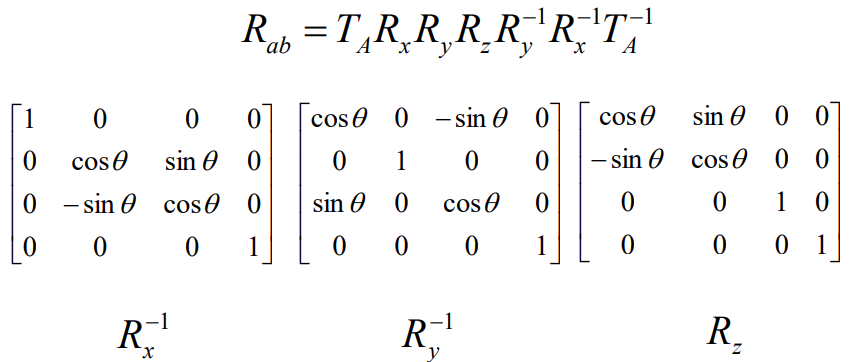 R_{ab} = T_A R_x R_y R_z R_y^{-1} R_x^{-1} T_A^{-1}
[1 0 0 0] [cosθ 0 −sinθ 0] [cosθ sinθ 0 0]
[0 cosθ sinθ 0] [0 1 0 0] [−sinθ cosθ 0 0]
[0 −sinθ cosθ 0] [sinθ 0 cosθ 0] [0 0 1 0]
[0 0 0 1] [0 0 0 1] [0 0 0 1]
R_x^{-1} R_y^{-1} R_z